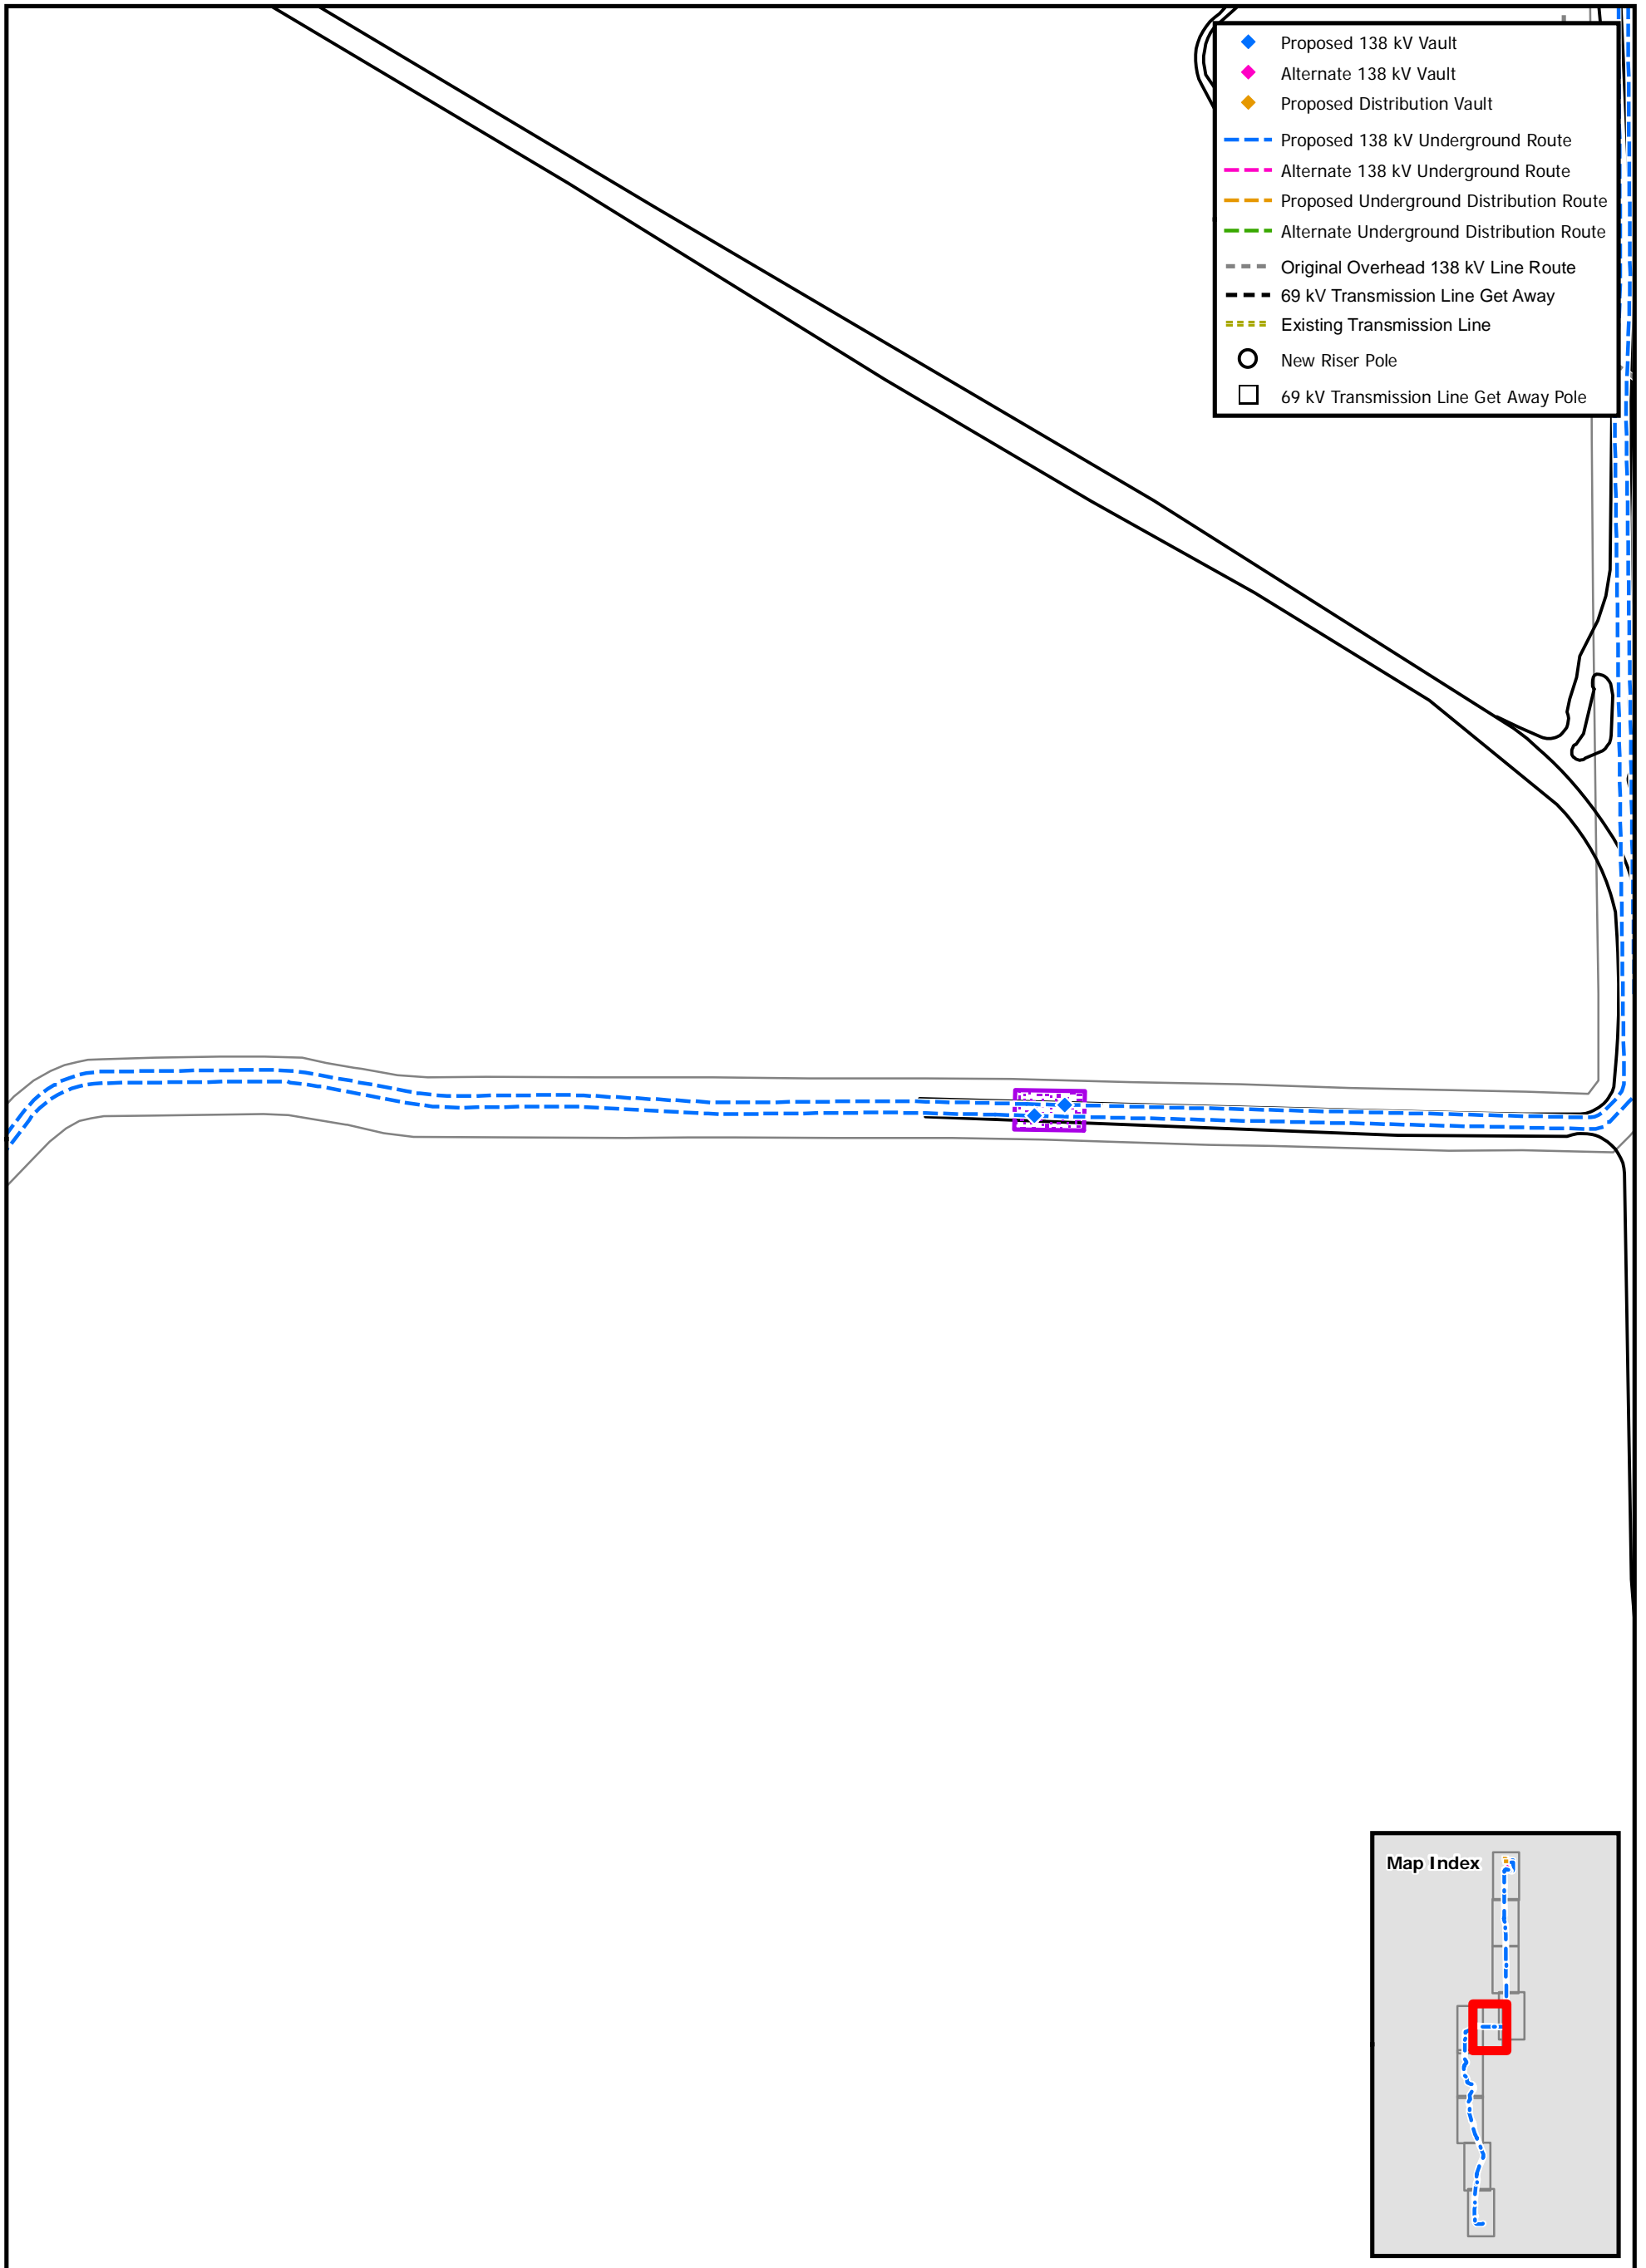 Proposed 138 kV Vault
Alternate 138 kV Vault
Proposed Distribution Vault
Proposed 138 kV Underground Route
Alternate 138 kV Underground Route
Proposed Underground Distribution Route
Alternate Underground Distribution Route
Original Overhead 138 kV Line Route
69 kV Transmission Line Get Away
Existing Transmission Line
New Riser Pole
69 kV Transmission Line Get Away Pole
Map Index